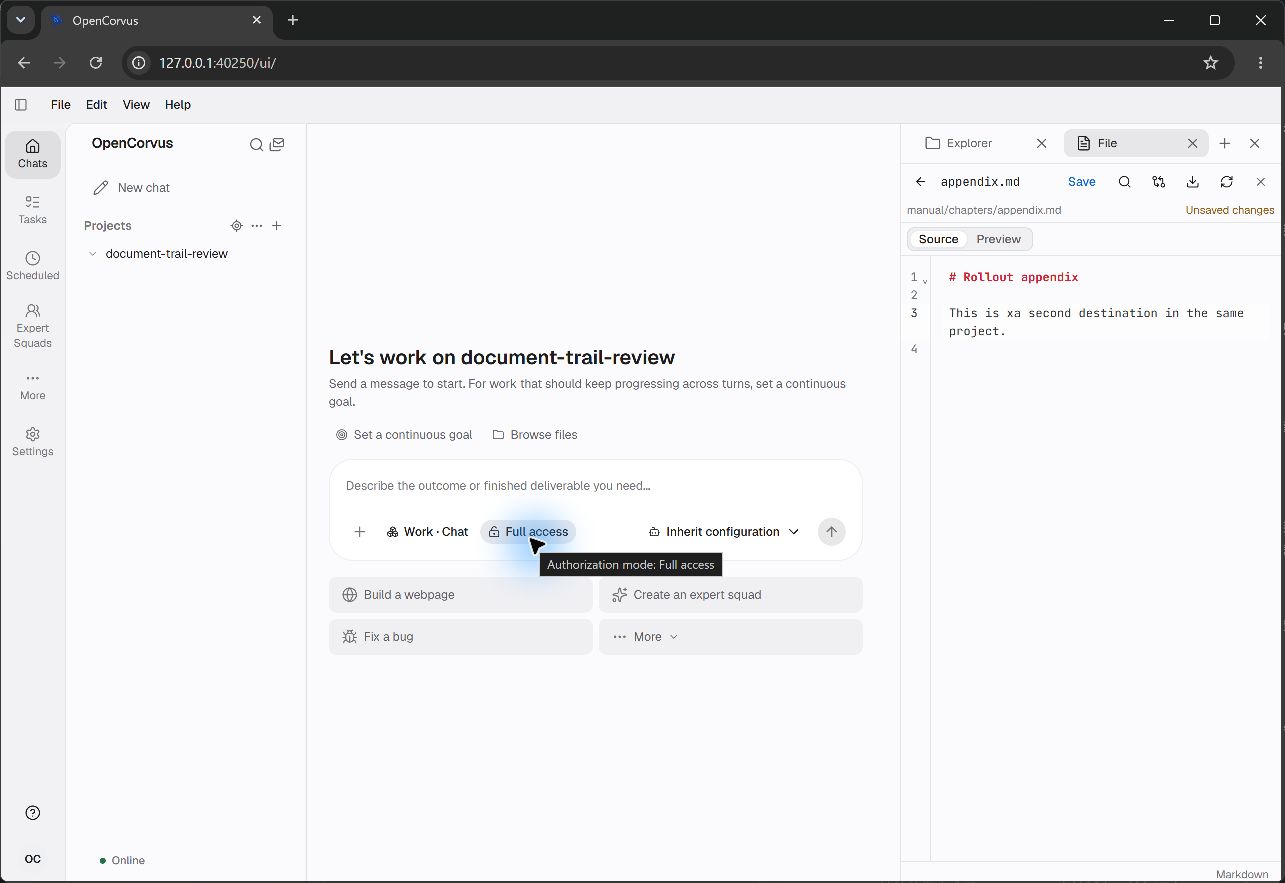 OpenCorvus
127.0.0.1:40250/ui/
File Edit View Help
Chats
Tasks
Scheduled
Expert
Squads
More
Settings
OC
OpenCorvus
New chat
Projects
document-trail-review
Online
Let's work on document-trail-review
Send a message to start. For work that should keep progressing across turns, set a continuous
goal.
Set a continuous goal Browse files
Describe the outcome or finished deliverable you need...
Work · Chat Full access Inherit configuration
Authorization mode: Full access
Build a webpage Create an expert squad
Fix a bug More
Explorer File
appendix.md Save
manual/chapters/appendix.md Unsaved changes
Source Preview
1 # Rollout appendix
2
3 This is xa second destination in the same
project.
4
Markdown